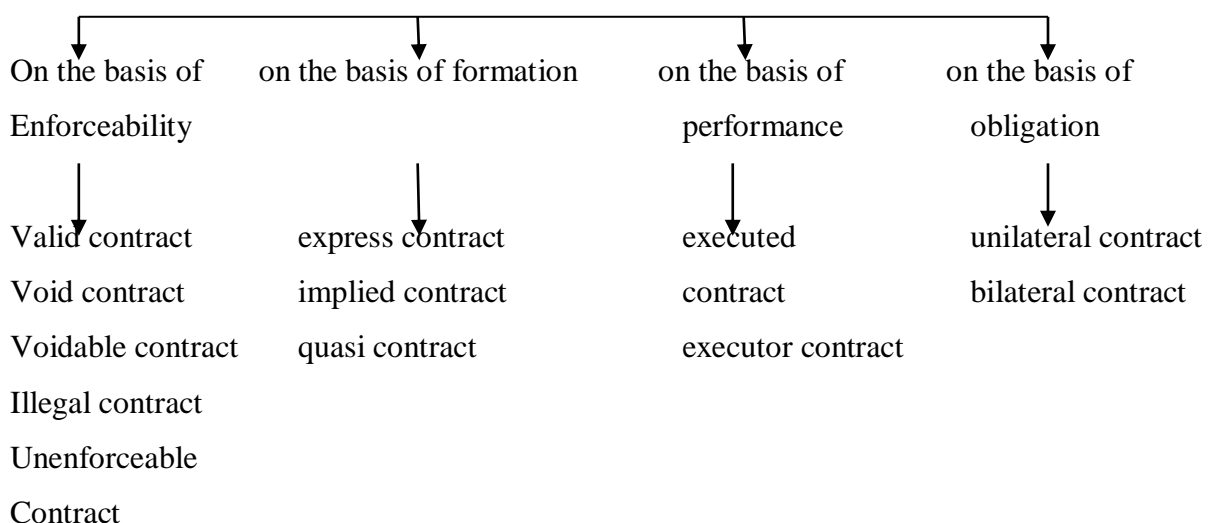 On the basis of on the basis of formation on the basis of on the basis of
Enforceability performance obligation
Valid contract express contract executed unilateral contract
Void contract implied contract contract bilateral contract
Voidable contract quasi contract executor contract
Illegal contract
Unenforceable
Contract